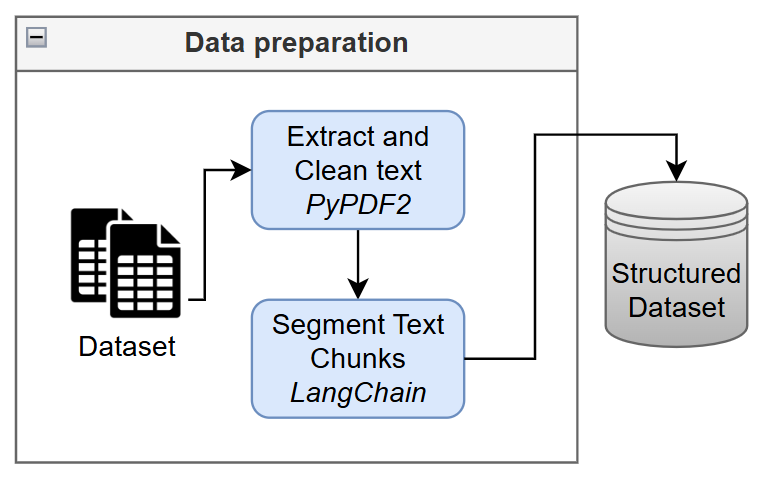 Data preparation
Extract and
Clean text
PyPDF2
Dataset
Segment Text
Chunks
LangChain
Structured
Dataset